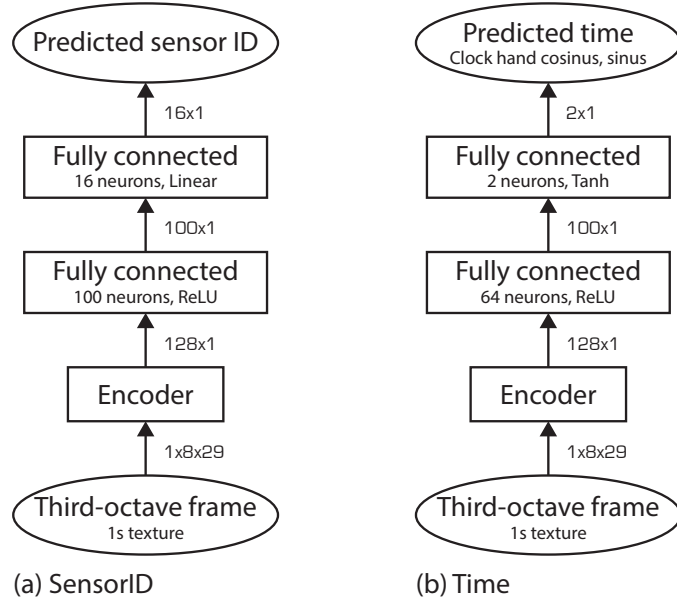 Predicted sensor ID
16x1
Fully connected
16 neurons, Linear
100x1
Fully connected
100 neurons, ReLU
128x1
Encoder
1x8x29
Third-octave frame
1s texture
(a) SensorID
Predicted time
Clock hand cosinus, sinus
2x1
Fully connected
2 neurons, Tanh
100x1
Fully connected
64 neurons, ReLU
128x1
Encoder
1x8x29
Third-octave frame
1s texture
(b) Time